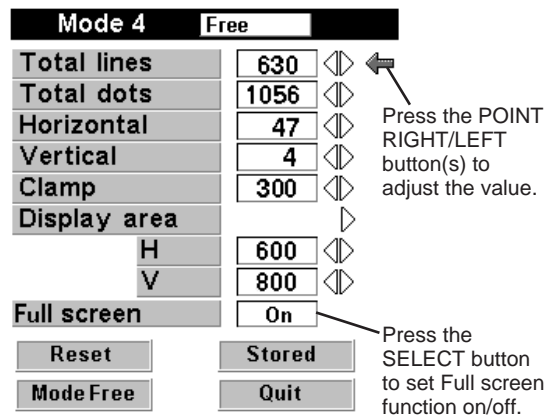 Mode 4 Free
Total lines 630
Total dots 1056
Horizontal 47
Vertical 4
Clamp 300
Display area
H 600
V 800
Full screen On
Reset Stored
Mode Free Quit
Press the POINT
RIGHT/LEFT
button(s) to
adjust the value.
Press the
SELECT button
to set Full screen
function on/off.